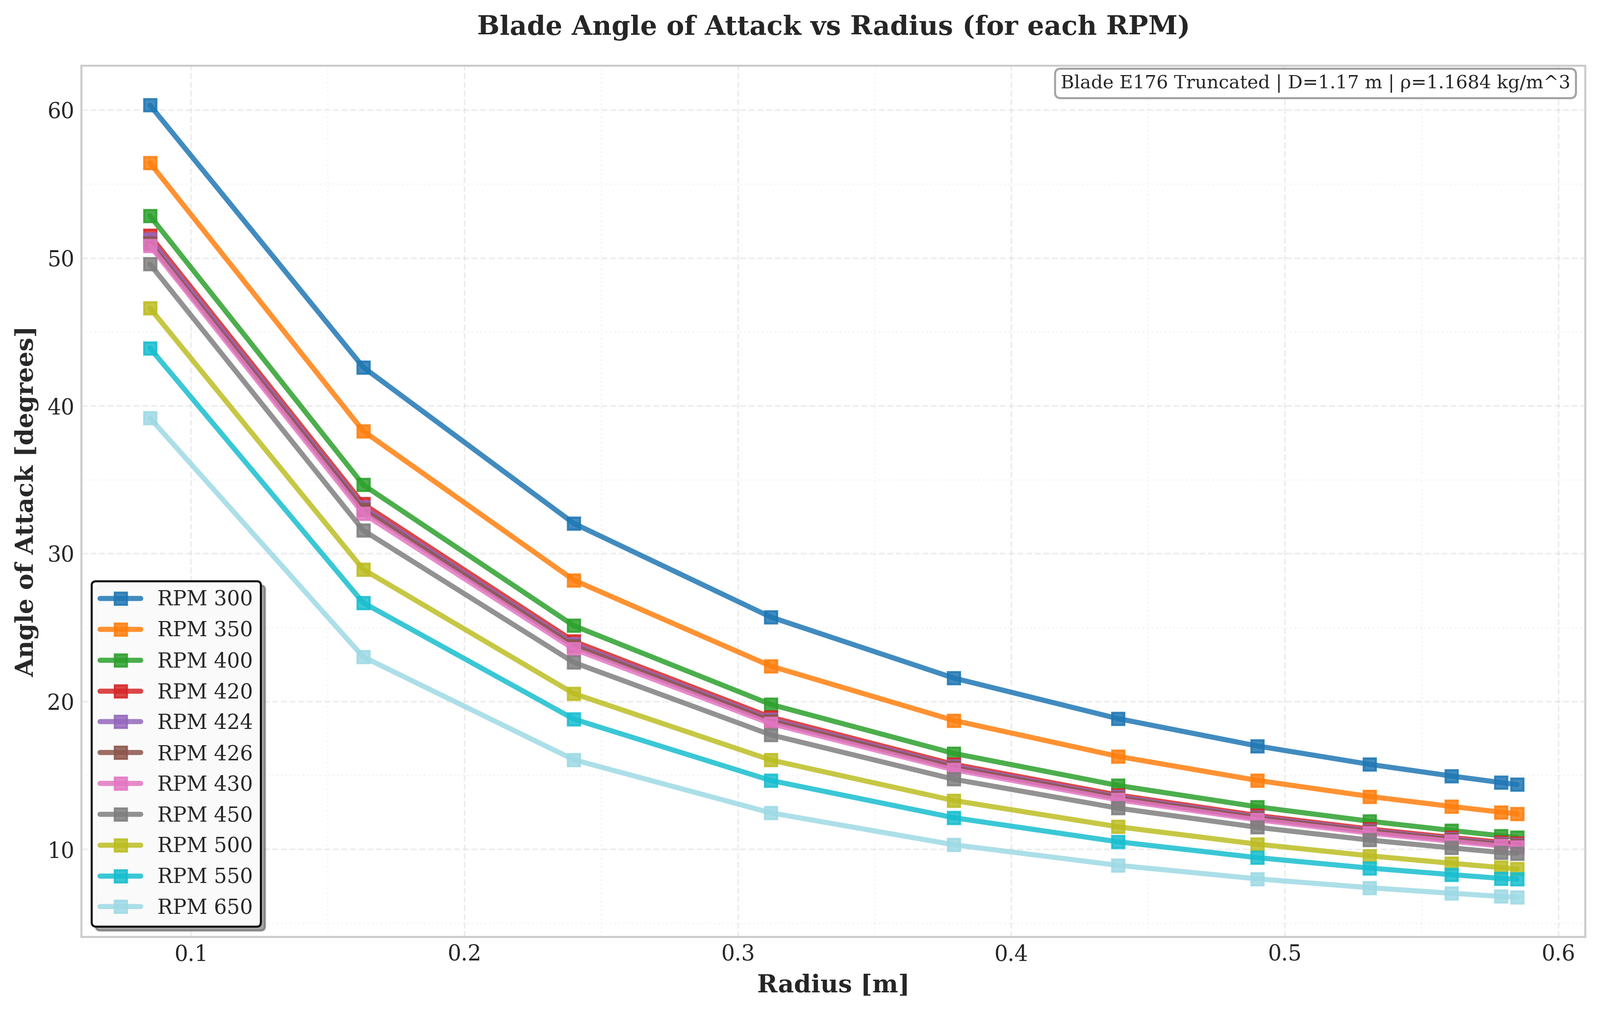 Blade Angle of Attack vs Radius (for each RPM)
Blade E176 Truncated | D=1.17 m | ρ=1.1684 kg/m^3
60
50
40
30
20
10
Angle of Attack [degrees]
RPM 300
RPM 350
RPM 400
RPM 420
RPM 424
RPM 426
RPM 430
RPM 450
RPM 500
RPM 550
RPM 650
0.1 0.2 0.3 0.4 0.5 0.6
Radius [m]